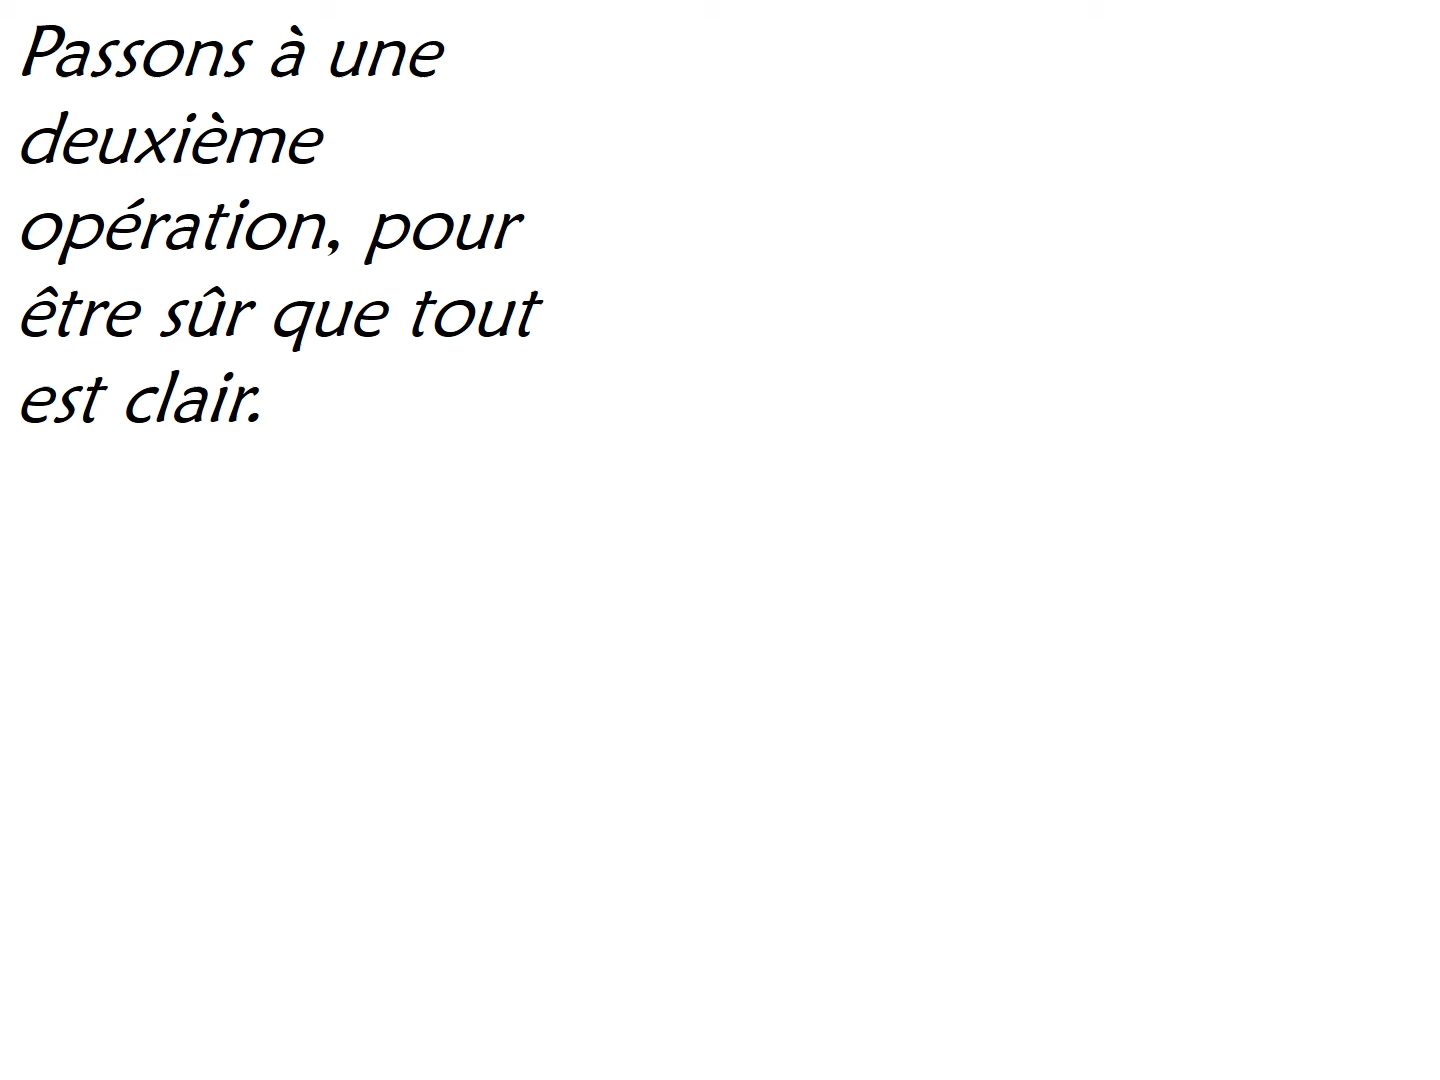 Passons à une
deuxième
opération, pour
être sûr que tout
est clair.